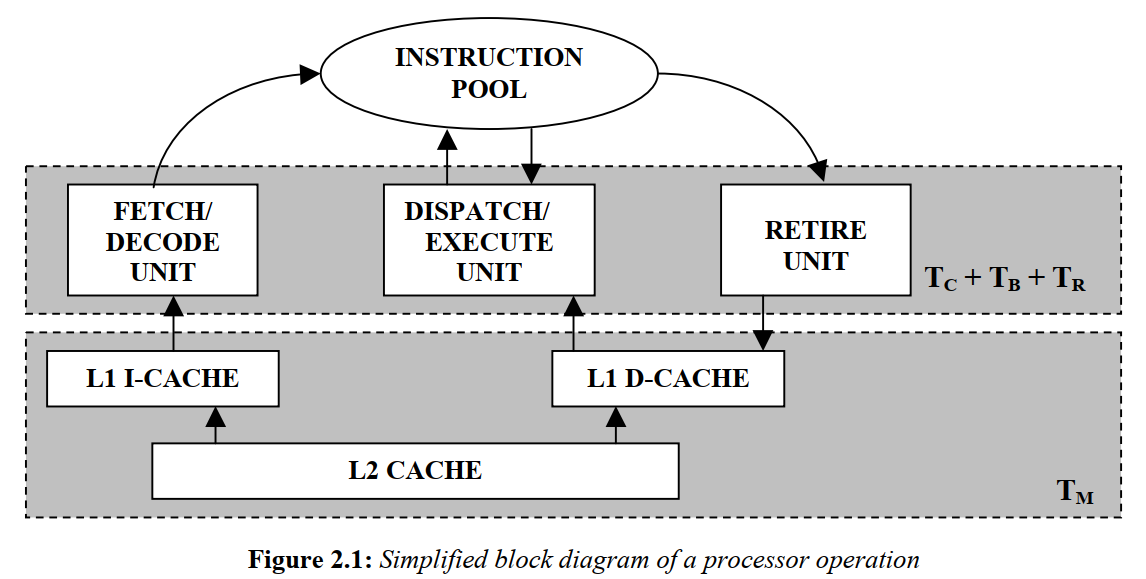 INSTRUCTION
POOL
FETCH/
DECODE
UNIT
DISPATCH/
EXECUTE
UNIT
RETIRE
UNIT
T_C + T_B + T_R
L1 I-CACHE
L1 D-CACHE
L2 CACHE
T_M
Figure 2.1: Simplified block diagram of a processor operation